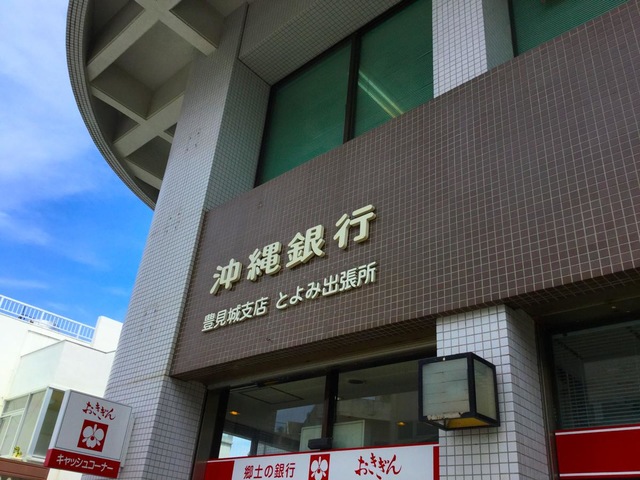 沖縄銀行
豊見城支店 とよみ出張所
おきぎん
キャッシュコーナー
郷土の銀行 おきぎん